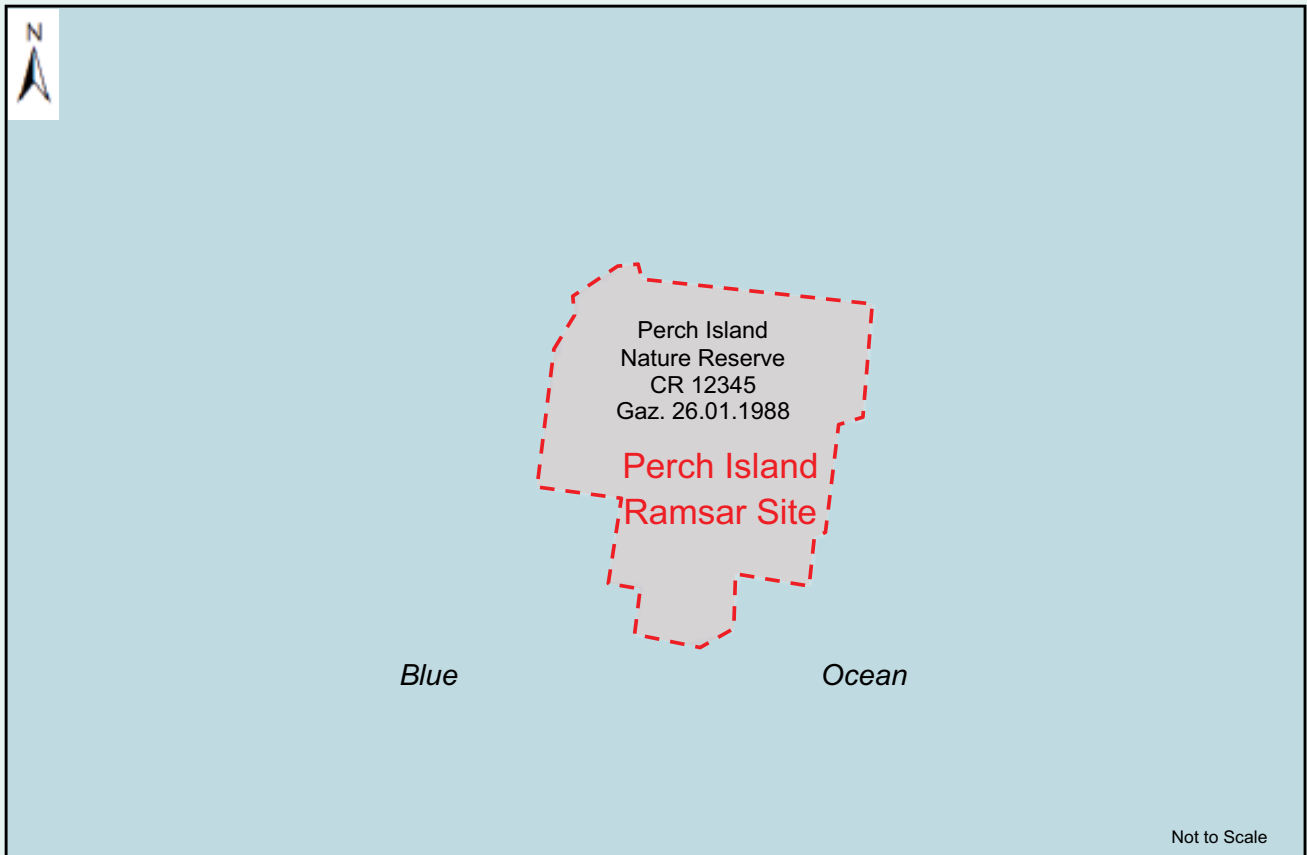 N
Perch Island
Nature Reserve
CR 12345
Gaz. 26.01.1988
Perch Island
Ramsar Site
Blue Ocean
Not to Scale